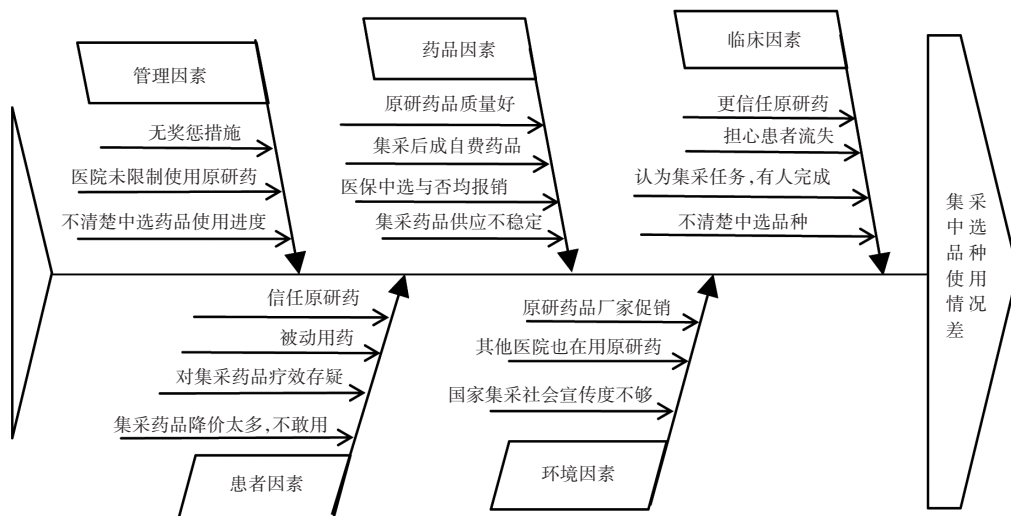 管理因素
无奖惩措施
医院未限制使用原研药
不清楚中选药品使用进度
药品因素
原研药品质量好
集采后成自费药品
医保中选与否均报销
集采药品供应不稳定
临床因素
更信任原研药
担心患者流失
认为集采任务,有人完成
不清楚中选品种
信任原研药
被动用药
对集采药品疗效存疑
集采药品降价太多,不敢用
患者因素
原研药品厂家促销
其他医院也在用原研药
国家集采社会宣传度不够
环境因素
集采
中选
品种
使用
情况
差